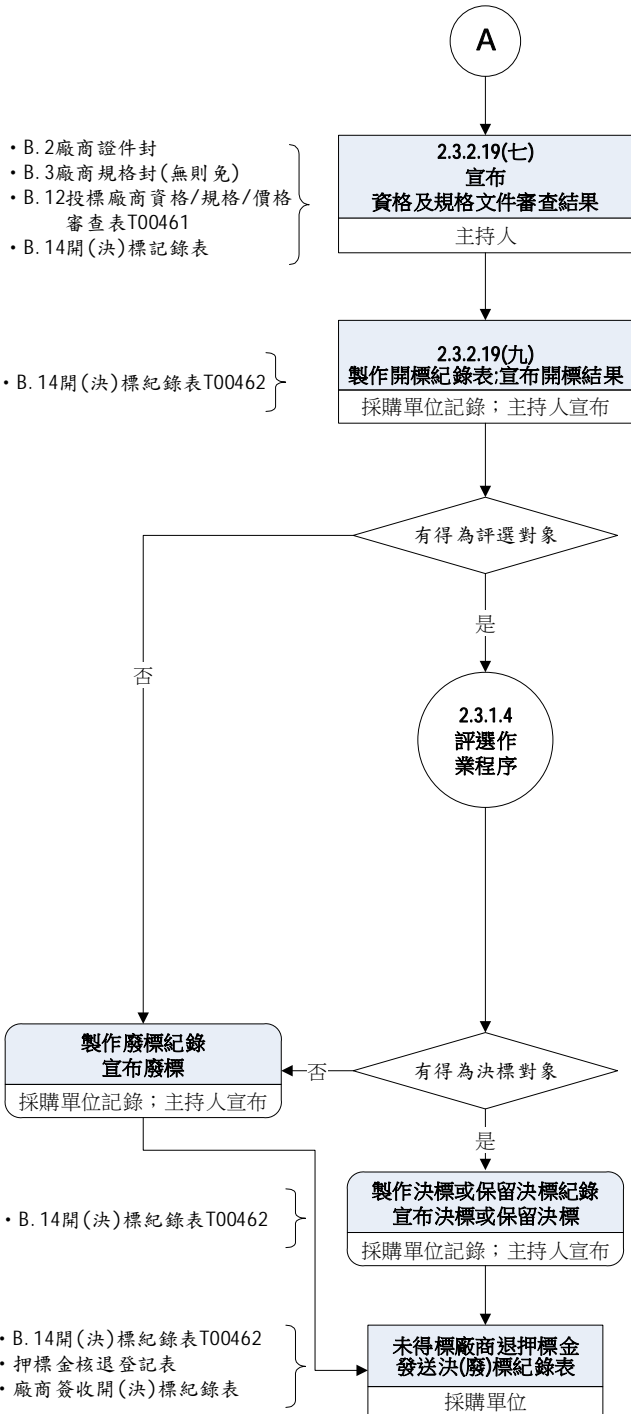 A
・B.2廠商證件封
・B.3廠商規格封(無則免)
・B.12投標廠商資格/規格/價格
審查表T00461
・B.14開(決)標記錄表
2.3.2.19(七)
宣布
資格及規格文件審查結果
主持人
・B.14開(決)標紀錄表T00462
2.3.2.19(九)
製作開標紀錄表;宣布開標結果
採購單位記錄；主持人宣布
有得為評選對象
是
否
2.3.1.4
評選作
業程序
製作廢標紀錄
宣布廢標
採購單位記錄；主持人宣布
否
有得為決標對象
是
・B.14開(決)標紀錄表T00462
製作決標或保留決標紀錄
宣布決標或保留決標
採購單位記錄；主持人宣布
・B.14開(決)標紀錄表T00462
・押標金核退登記表
・廠商簽收開(決)標紀錄表
未得標廠商退押標金
發送決(廢)標紀錄表
採購單位